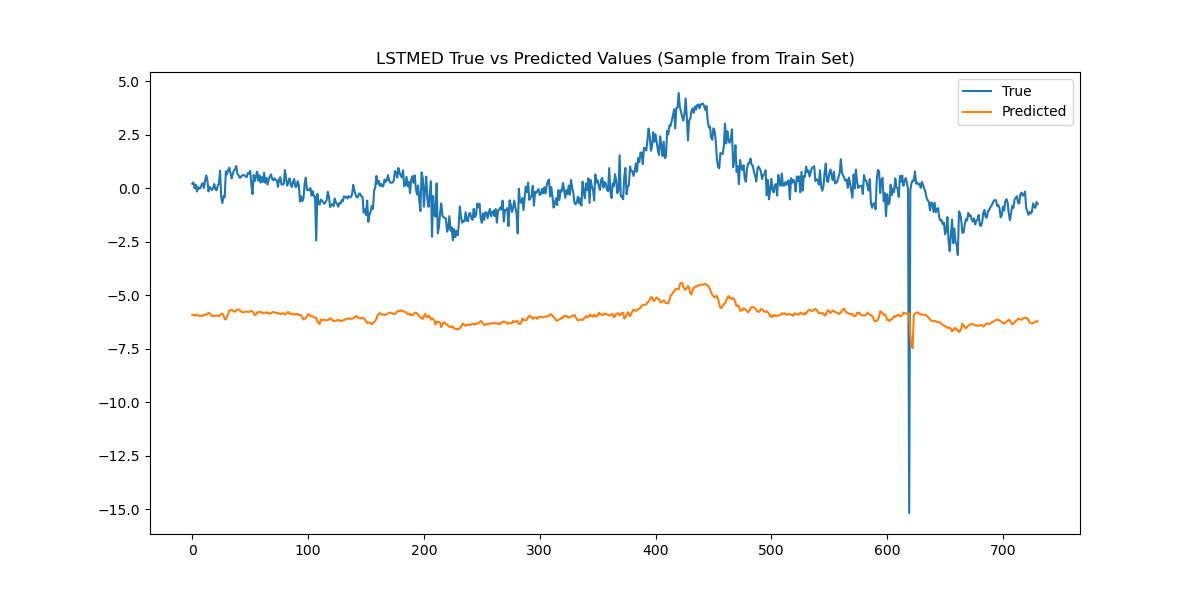 LSTMED True vs Predicted Values (Sample from Train Set)
True
Predicted
5.0
2.5
0.0
−2.5
−5.0
−7.5
−10.0
−12.5
−15.0
0 100 200 300 400 500 600 700